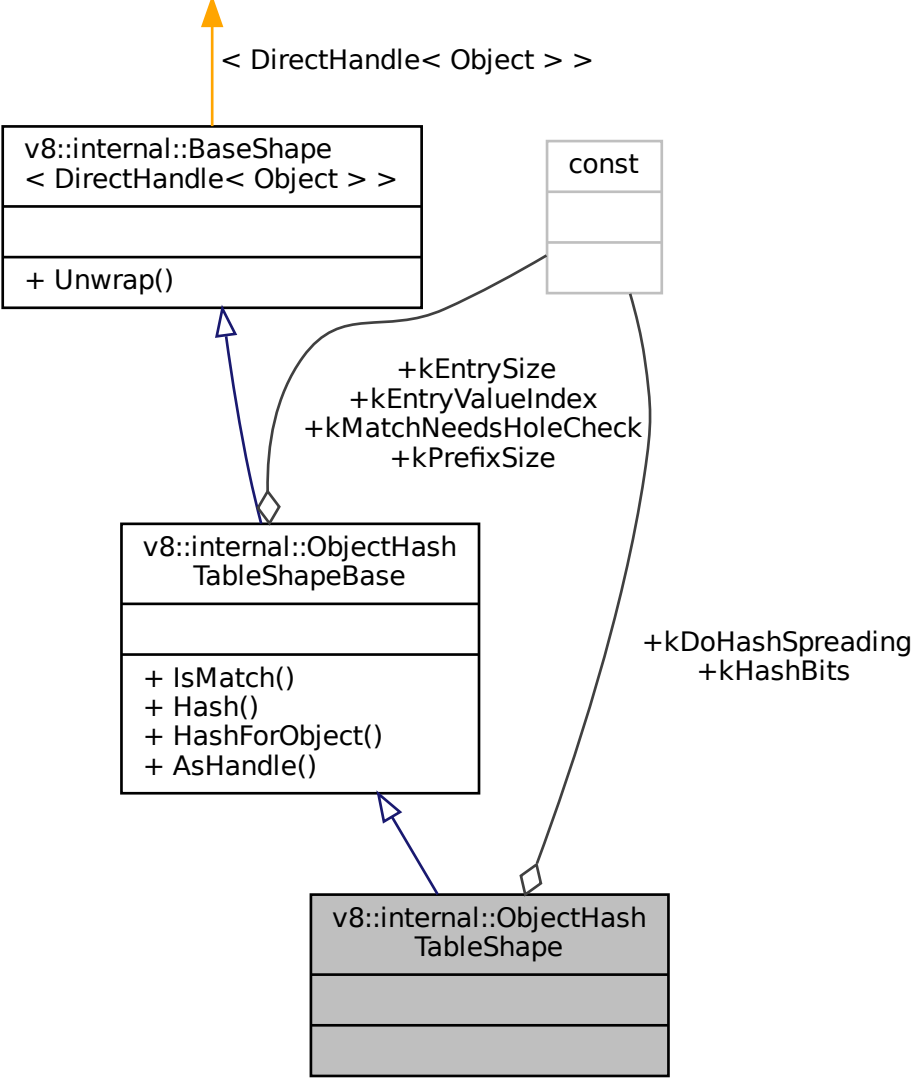 < DirectHandle< Object > >
v8::internal::BaseShape
< DirectHandle< Object > >
+ Unwrap()
const
+kEntrySize
+kEntryValueIndex
+kMatchNeedsHoleCheck
+kPrefixSize
v8::internal::ObjectHash
TableShapeBase
+ IsMatch()
+ Hash()
+ HashForObject()
+ AsHandle()
+kDoHashSpreading
+kHashBits
v8::internal::ObjectHash
TableShape